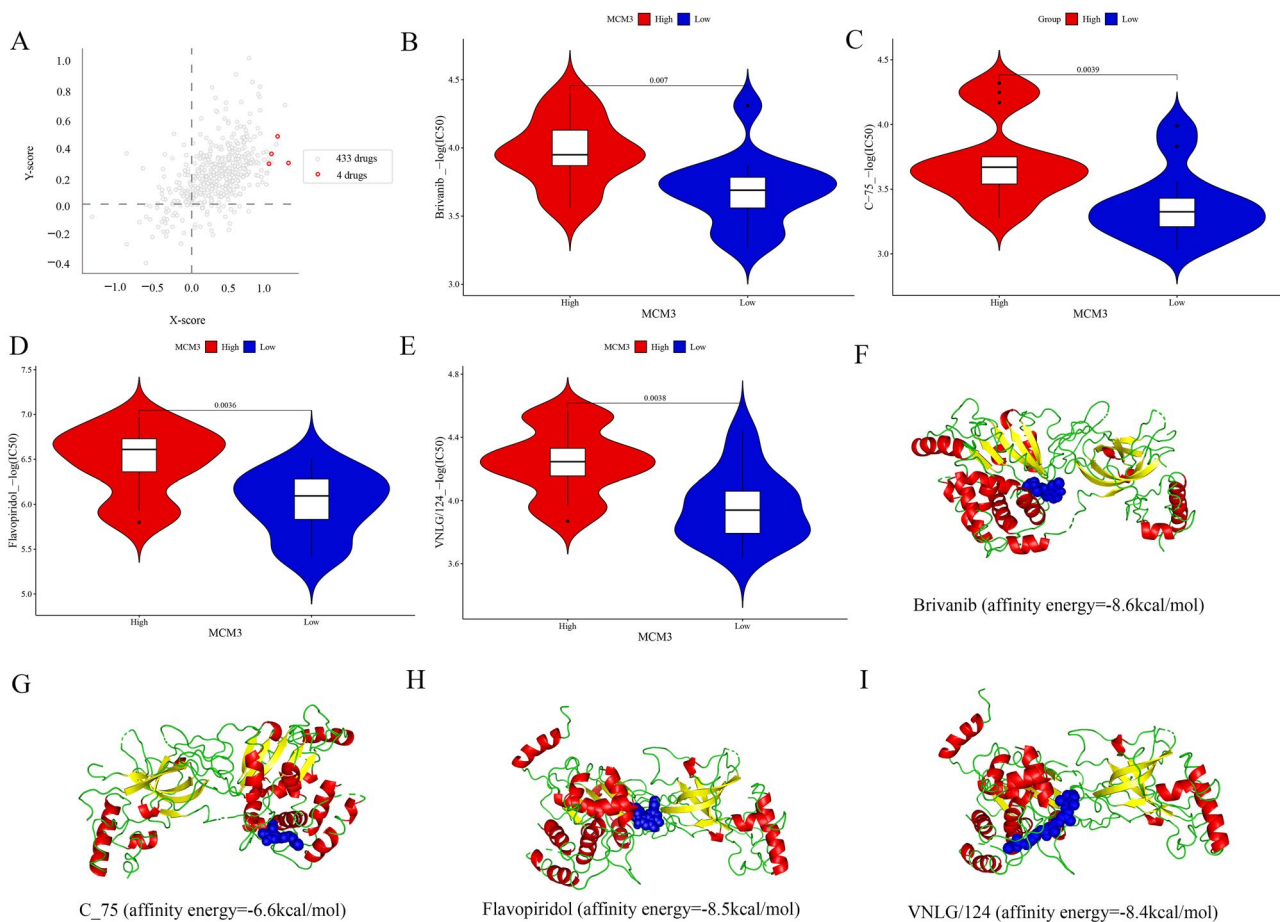 A
1.0
0.8
0.6
0.4
0.2
0.0
−0.2
−0.4
Y-score
−1.0
−0.5
0.0
0.5
1.0
X-score
433 drugs
4 drugs
B
MCM3 High Low
4.5
4.0
3.5
3.0
Brivanib _−log(IC50)
0.007
High
Low
MCM3
C
Group High Low
4.5
4.0
3.5
3.0
C−75_−log(IC50)
0.0039
High
Low
MCM3
D
MCM3 High Low
7.5
7.0
6.5
6.0
5.5
5.0
Flavopiridol_−log(IC50)
0.0036
High
Low
MCM3
E
MCM3 High Low
4.8
4.4
4.0
3.6
VNLG/124_−log(IC50)
0.0038
High
Low
MCM3
F
Brivanib (affinity energy=-8.6kcal/mol)
G
C_75 (affinity energy=-6.6kcal/mol)
H
Flavopiridol (affinity energy=-8.5kcal/mol)
I
VNLG/124 (affinity energy=-8.4kcal/mol)